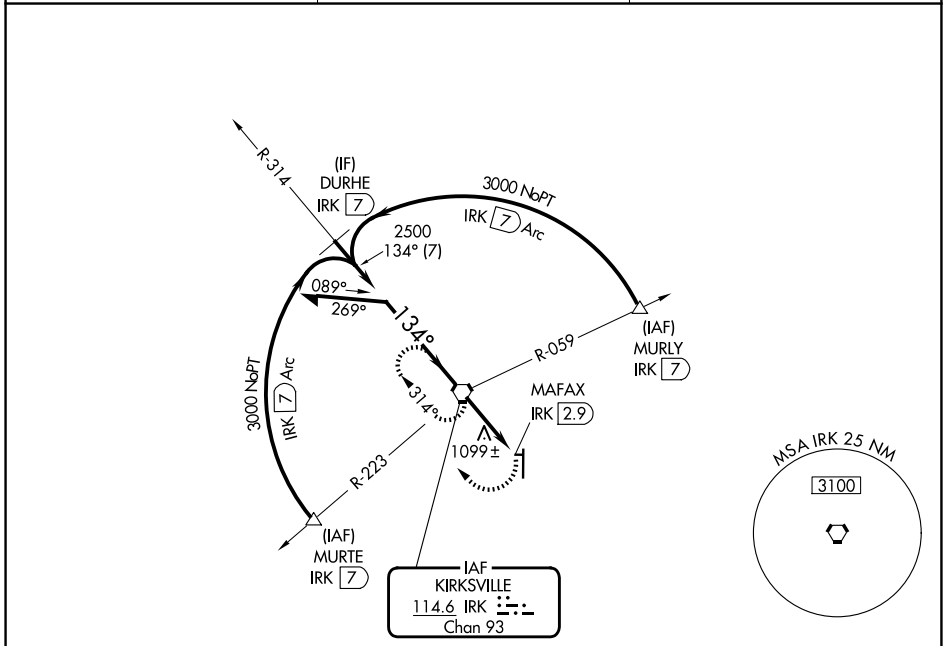 R-314
(IF)
DURHE
IRK 7
3000 NoPT
IRK 7 Arc
2500
134° (7)
089°
269°
134°
314°
R-059
(IAF)
MURLY
IRK 7
MAFAX
IRK 2.9
1099±
3000 NoPT
IRK 7 Arc
R-223
(IAF)
MURTE
IRK 7
MSA IRK 25 NM
3100
IAF
KIRKSVILLE
114.6 IRK
Chan 93